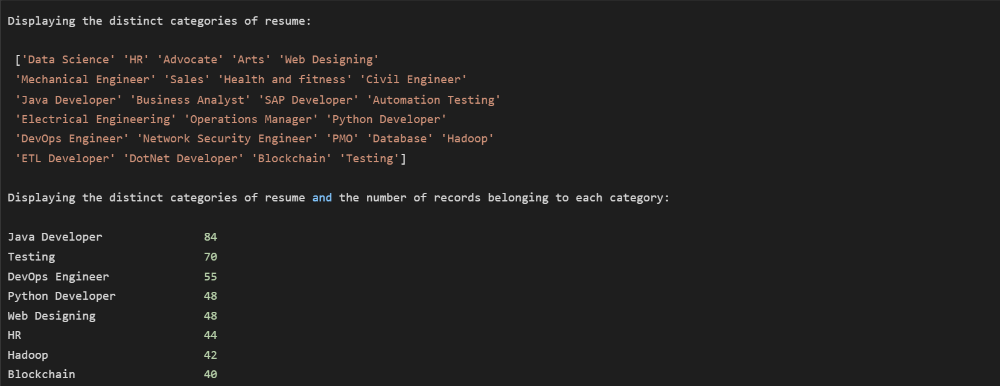 Displaying the distinct categories of resume:
['Data Science' 'HR' 'Advocate' 'Arts' 'Web Designing'
'Mechanical Engineer' 'Sales' 'Health and fitness' 'Civil Engineer'
'Java Developer' 'Business Analyst' 'SAP Developer' 'Automation Testing'
'Electrical Engineering' 'Operations Manager' 'Python Developer'
'DevOps Engineer' 'Network Security Engineer' 'PMO' 'Database' 'Hadoop'
'ETL Developer' 'DotNet Developer' 'Blockchain' 'Testing']
Displaying the distinct categories of resume and the number of records belonging to each category:
Java Developer 84
Testing 70
DevOps Engineer 55
Python Developer 48
Web Designing 48
HR 44
Hadoop 42
Blockchain 40